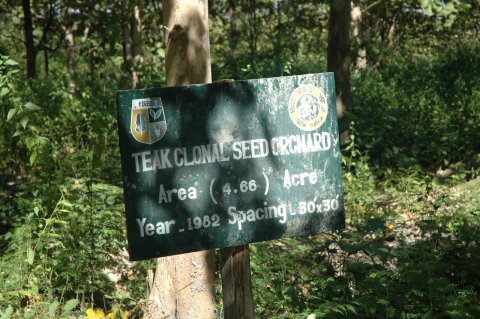 TEAK CLONAL SEED ORCHARD
Area ( 4.66 ) Acre
Year - 1982 Spacing - 30x30